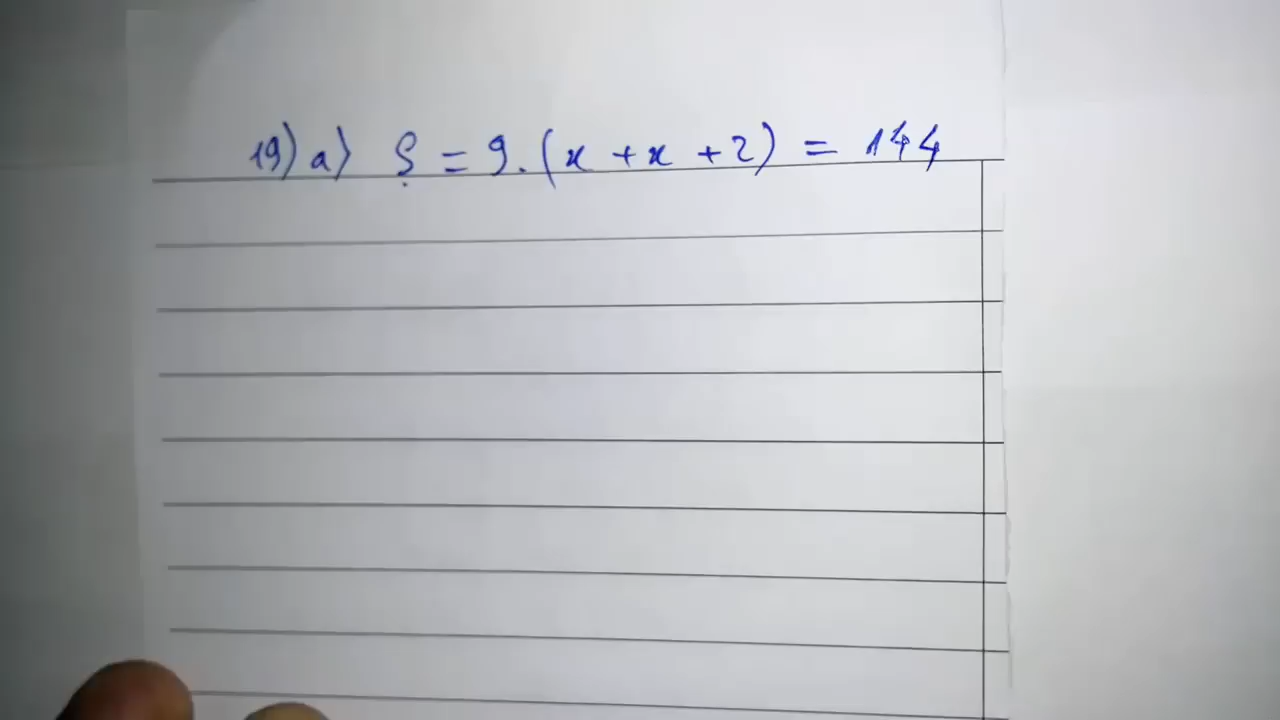 19) a) S = 9.(x + x + 2) = 144